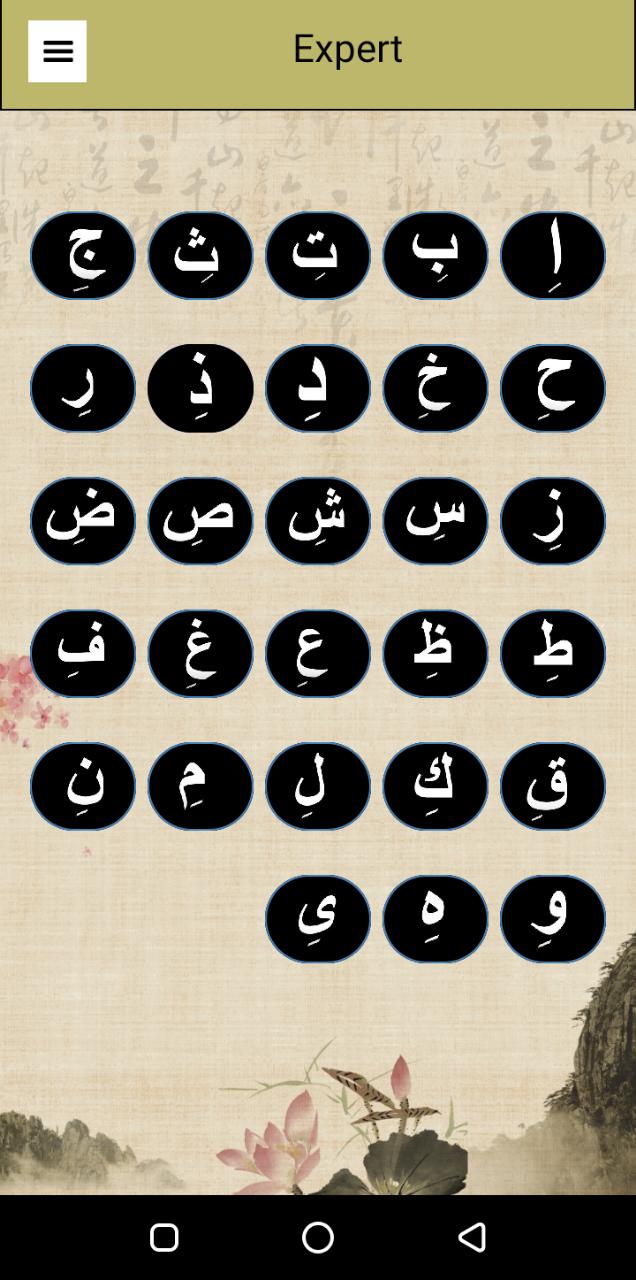 Expert
اِ بِ تِ ثِ جِ
حِ خِ دِ ذِ رِ
زِ سِ شِ صِ ضِ
طِ ظِ عِ غِ فِ
قِ كِ لِ مِ نِ
وِ هِ ىِ